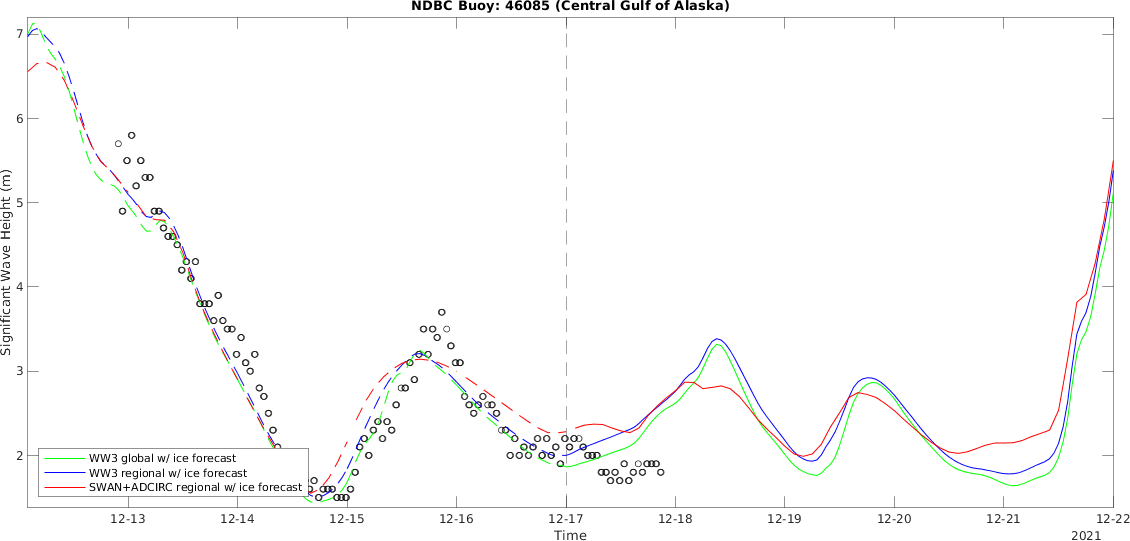 NDBC Buoy: 46085 (Central Gulf of Alaska)
7
6
5
4
3
2
Significant Wave Height (m)
WW3 global w/ ice forecast
WW3 regional w/ ice forecast
SWAN+ADCIRC regional w/ ice forecast
12-13
12-14
12-15
12-16
12-17
12-18
12-19
12-20
12-21
12-22
Time
2021